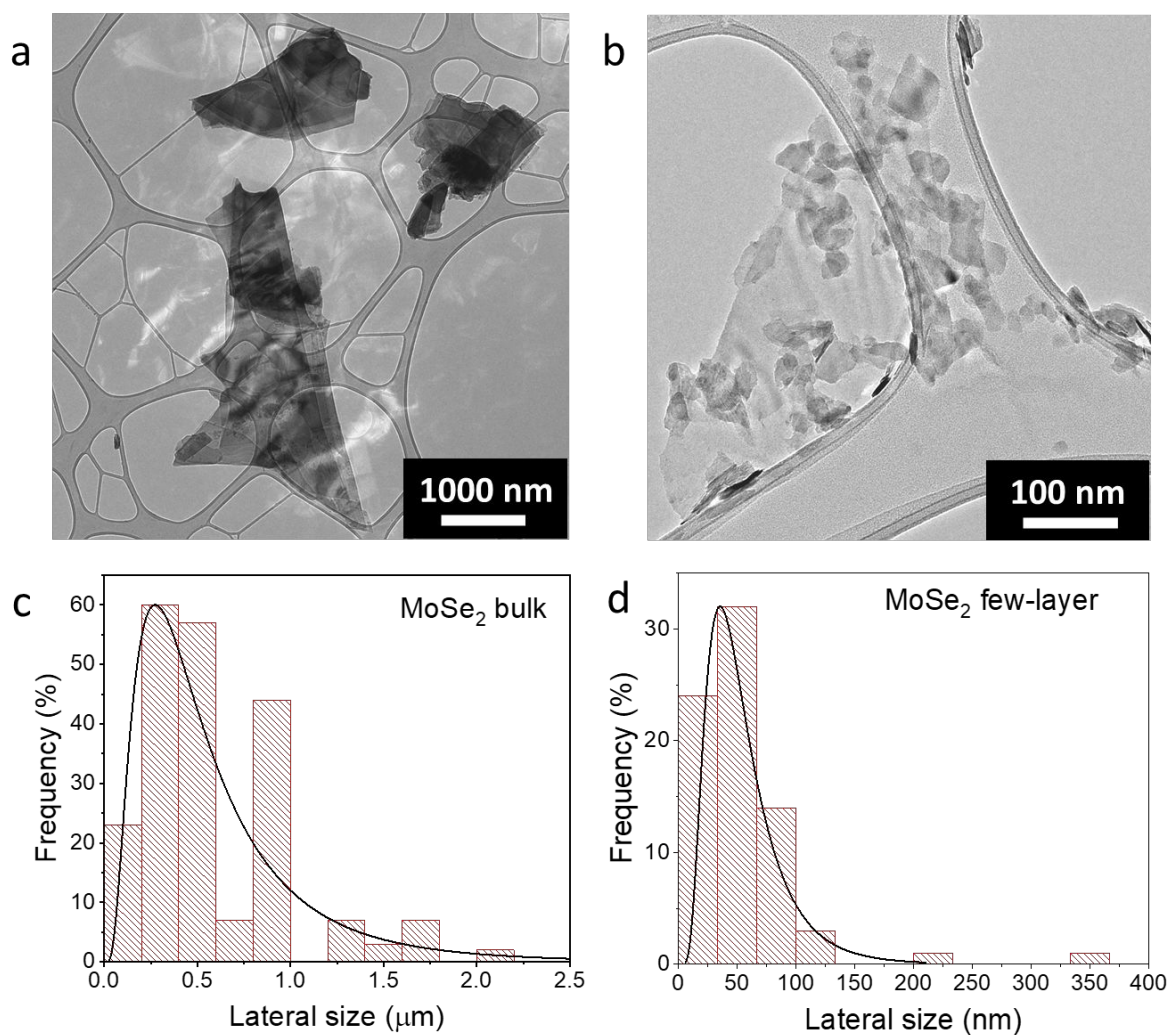 a
1000 nm
b
100 nm
c
MoSe₂ bulk
Frequency (%)
60
50
40
30
20
10
0
0.0 0.5 1.0 1.5 2.0 2.5
Lateral size (μm)
d
MoSe₂ few-layer
Frequency (%)
30
20
10
0
0 50 100 150 200 250 300 350 400
Lateral size (nm)